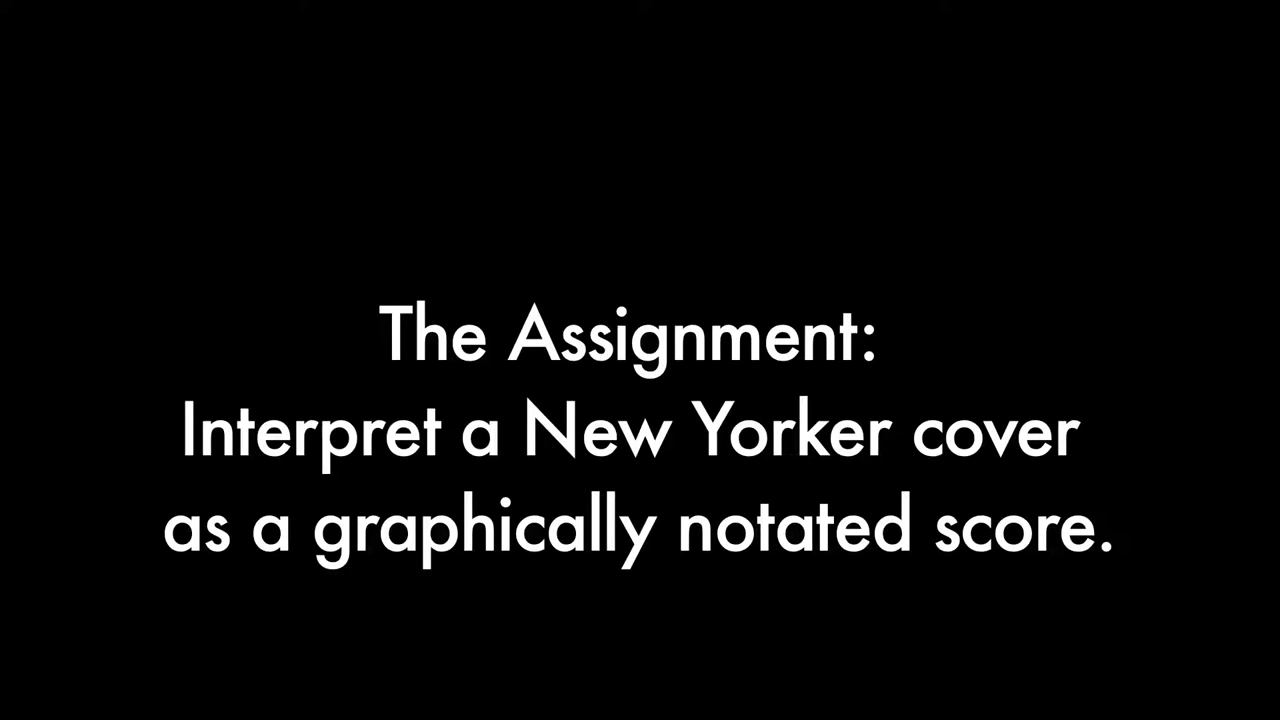 The Assignment:
Interpret a New Yorker cover
as a graphically notated score.